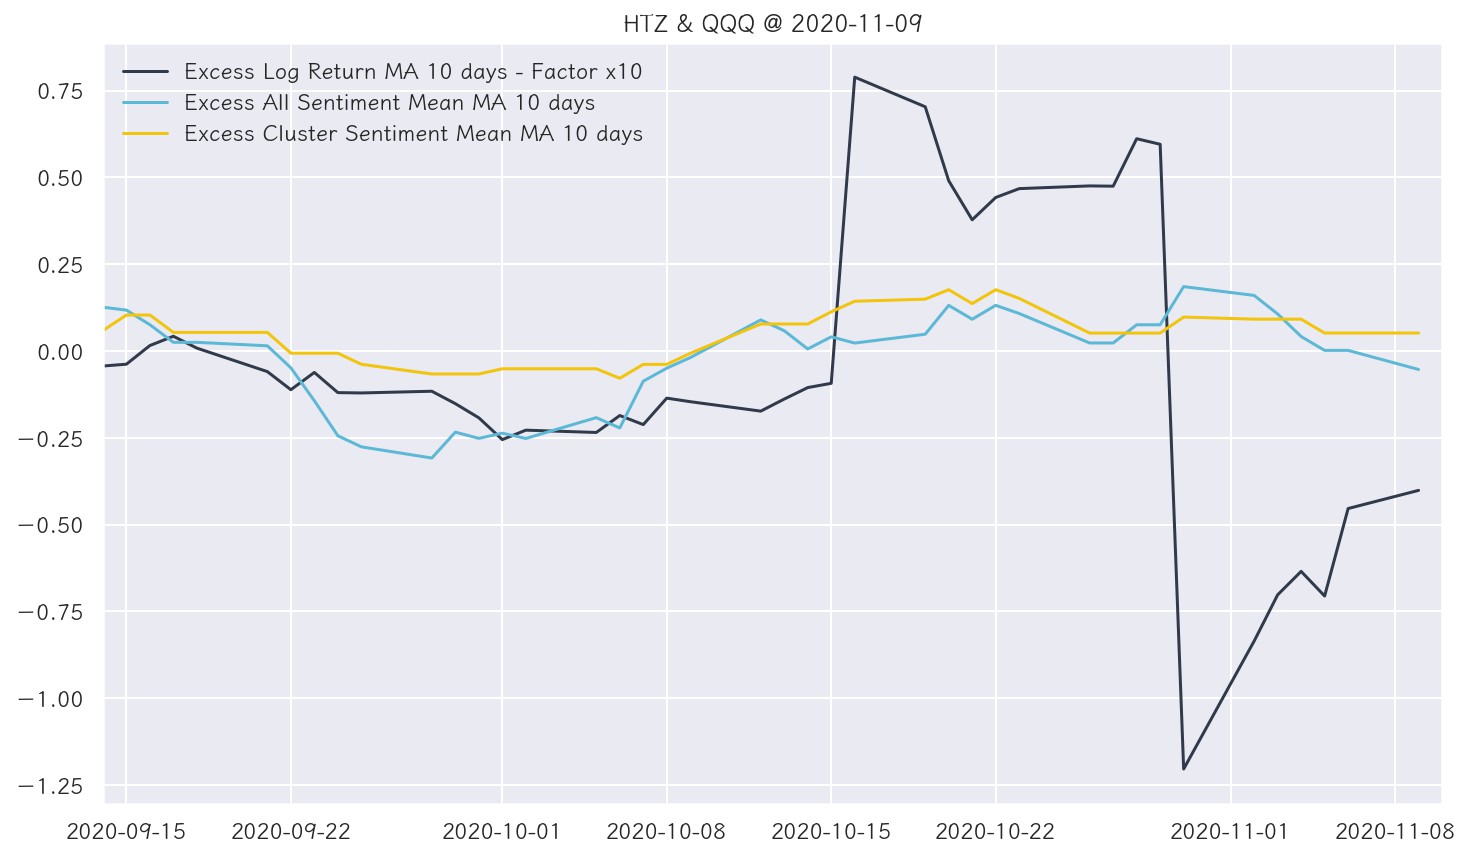 HTZ & QQQ @ 2020-11-09
Excess Log Return MA 10 days - Factor x10
Excess All Sentiment Mean MA 10 days
Excess Cluster Sentiment Mean MA 10 days
0.75
0.50
0.25
0.00
−0.25
−0.50
−0.75
−1.00
−1.25
2020-09-15 2020-09-22 2020-10-01 2020-10-08 2020-10-15 2020-10-22 2020-11-01 2020-11-08